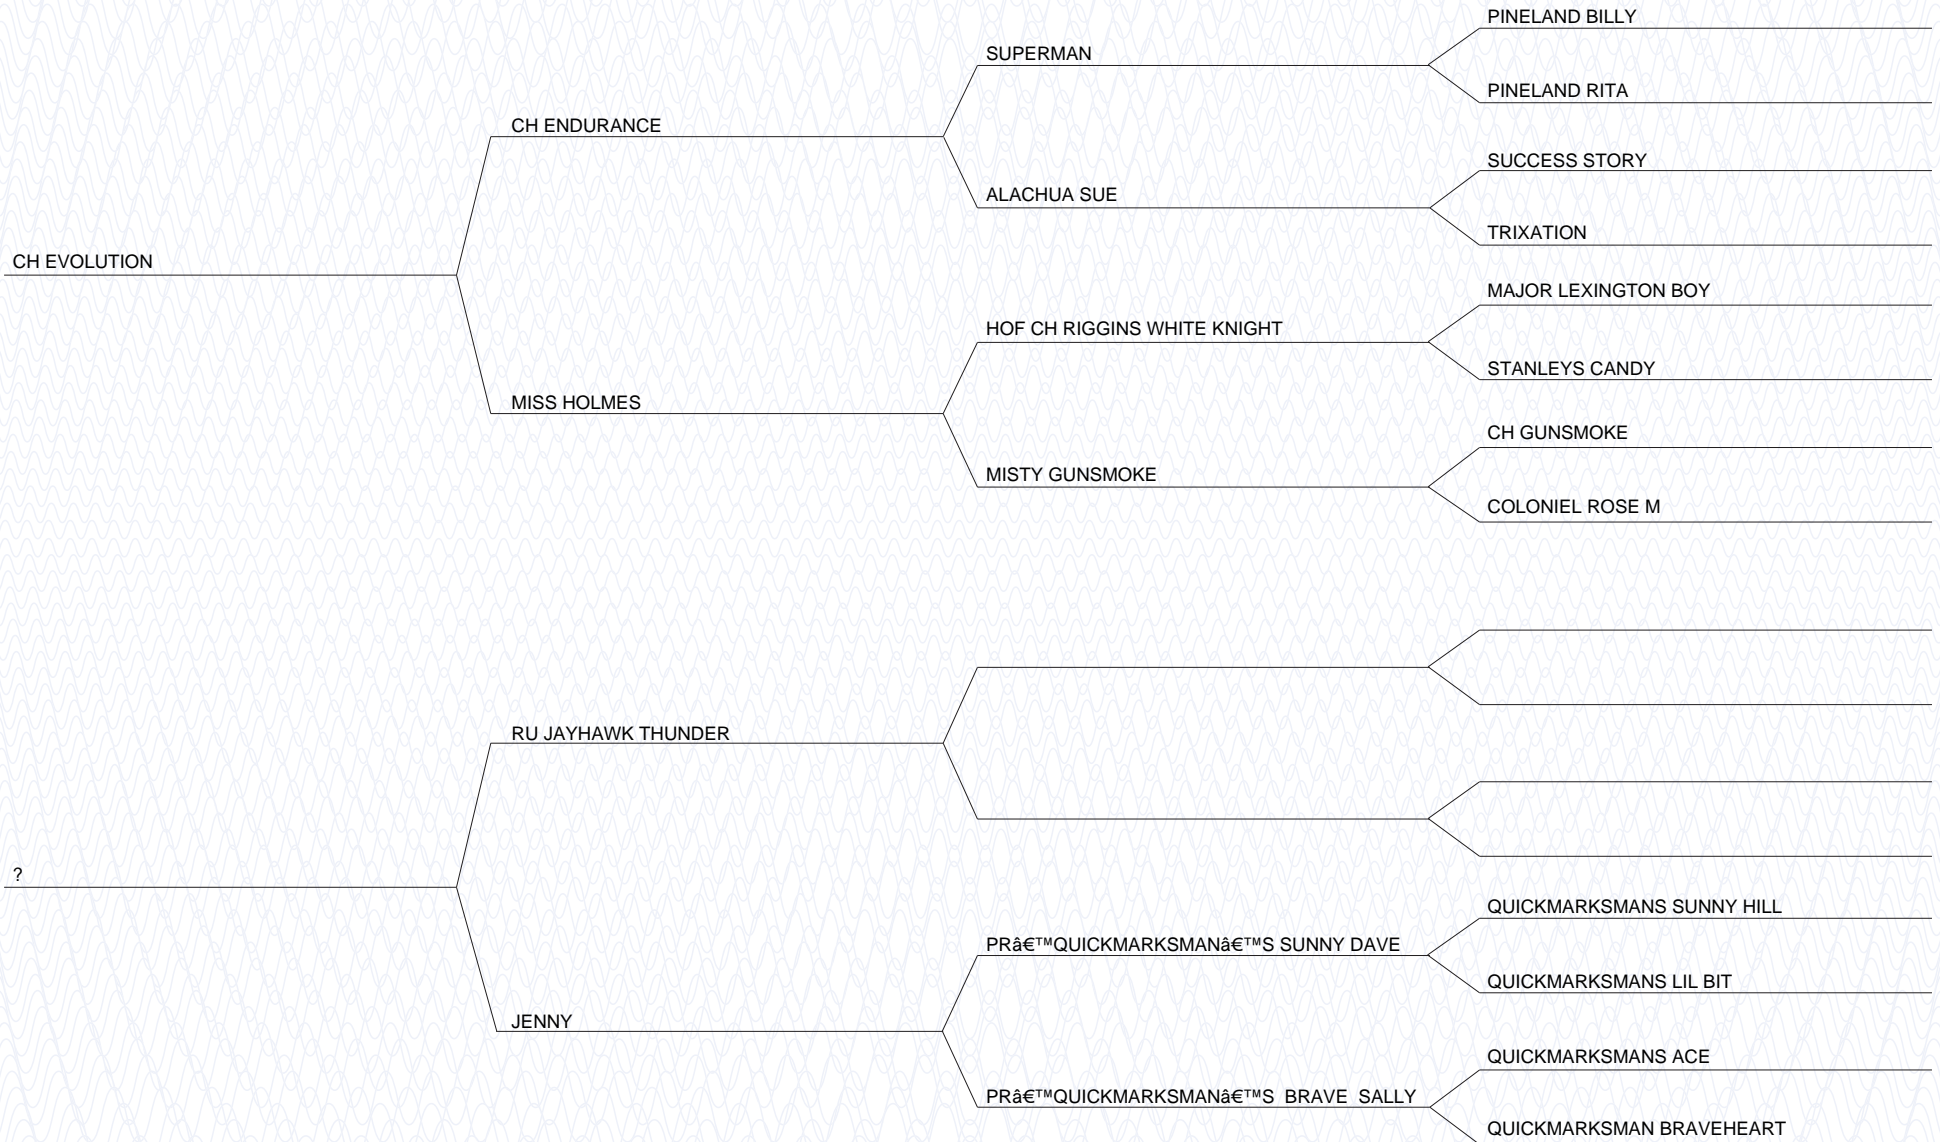 PINELAND BILLY
SUPERMAN
PINELAND RITA
CH ENDURANCE
SUCCESS STORY
ALACHUA SUE
TRIXATION
CH EVOLUTION
MAJOR LEXINGTON BOY
HOF CH RIGGINS WHITE KNIGHT
STANLEYS CANDY
MISS HOLMES
CH GUNSMOKE
MISTY GUNSMOKE
COLONIEL ROSE M
RU JAYHAWK THUNDER
?
QUICKMARKSMANS SUNNY HILL
PRâ€™QUICKMARKSMANâ€™S SUNNY DAVE
QUICKMARKSMANS LIL BIT
JENNY
QUICKMARKSMANS ACE
PRâ€™QUICKMARKSMANâ€™S BRAVE SALLY
QUICKMARKSMAN BRAVEHEART